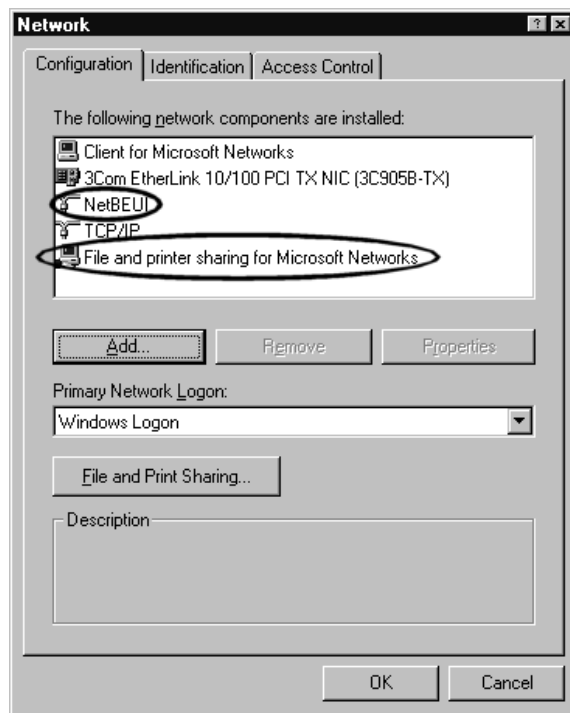 Network
Configuration Identification Access Control
The following network components are installed:
Client for Microsoft Networks
3Com EtherLink 10/100 PCI TX NIC (3C905B-TX)
NetBEUI
TCP/IP
File and printer sharing for Microsoft Networks
Add... Remove Properties
Primary Network Logon:
Windows Logon
File and Print Sharing...
Description
OK Cancel